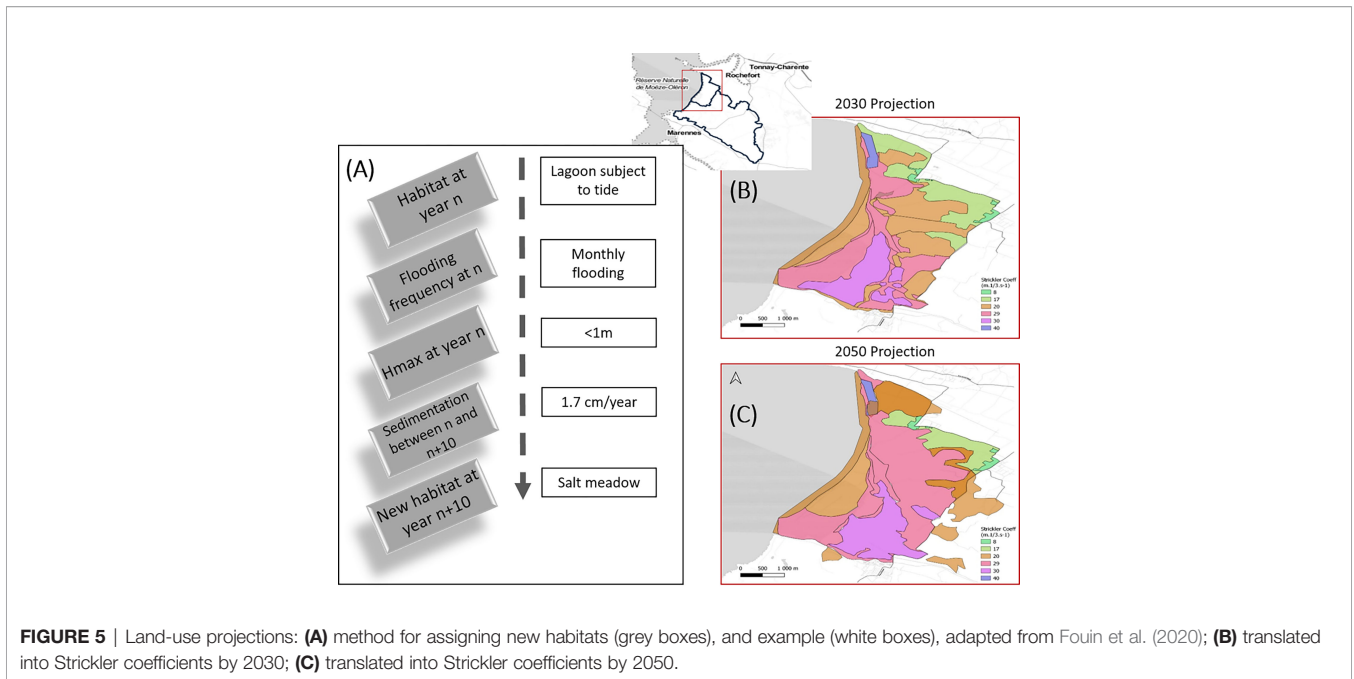 Tonnay-Charente
Rochefort
Réserve Naturelle
de Moëze-Oléron
Marennes
(A)
Habitat at
year n
Lagoon subject
to tide
Flooding
frequency at n
Monthly
flooding
Hmax at year n
<1m
Sedimentation
between n and
n+10
1.7 cm/year
New habitat at
year n+10
Salt meadow
2030 Projection
(B)
Strickler Coeff
(m.1/3.s-1)
8
17
20
29
30
40
0 500 1 000 m
2050 Projection
(C)
Strickler Coeff
(m.1/3.s-1)
8
17
20
29
30
40
0 500 1 000 m
FIGURE 5 | Land-use projections: (A) method for assigning new habitats (grey boxes), and example (white boxes), adapted from Fouin et al. (2020); (B) translated
into Strickler coefficients by 2030; (C) translated into Strickler coefficients by 2050.